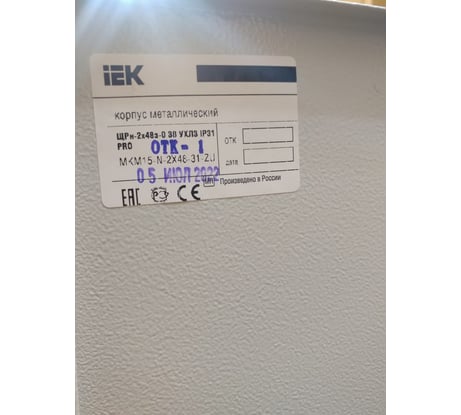 iEK
корпус металлический
ЩРн-2х48з-0 38 УХЛ3 IP31
PRO
ОТК - 1
ОТК
MKM15-N-2X48-31-ZU
дата
05 ИЮЛ 2022
Произведено в России
EAC
CE